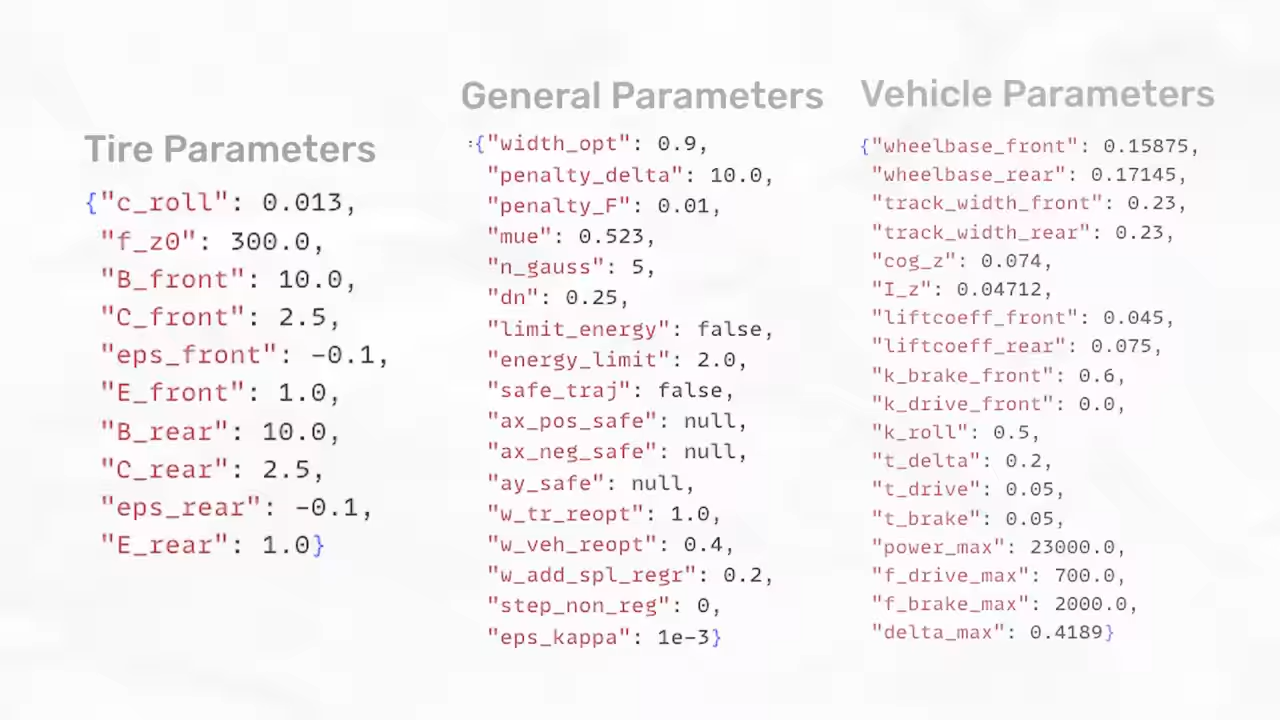 Tire Parameters
{"c_roll": 0.013,
"f_z0": 300.0,
"B_front": 10.0,
"C_front": 2.5,
"eps_front": -0.1,
"E_front": 1.0,
"B_rear": 10.0,
"C_rear": 2.5,
"eps_rear": -0.1,
"E_rear": 1.0}
General Parameters
:{"width_opt": 0.9,
"penalty_delta": 10.0,
"penalty_F": 0.01,
"mue": 0.523,
"n_gauss": 5,
"dn": 0.25,
"limit_energy": false,
"energy_limit": 2.0,
"safe_traj": false,
"ax_pos_safe": null,
"ax_neg_safe": null,
"ay_safe": null,
"w_tr_reopt": 1.0,
"w_veh_reopt": 0.4,
"w_add_spl_regr": 0.2,
"step_non_reg": 0,
"eps_kappa": 1e-3}
Vehicle Parameters
{"wheelbase_front": 0.15875,
"wheelbase_rear": 0.17145,
"track_width_front": 0.23,
"track_width_rear": 0.23,
"cog_z": 0.074,
"I_z": 0.04712,
"liftcoeff_front": 0.045,
"liftcoeff_rear": 0.075,
"k_brake_front": 0.6,
"k_drive_front": 0.0,
"k_roll": 0.5,
"t_delta": 0.2,
"t_drive": 0.05,
"t_brake": 0.05,
"power_max": 23000.0,
"f_drive_max": 700.0,
"f_brake_max": 2000.0,
"delta_max": 0.4189}